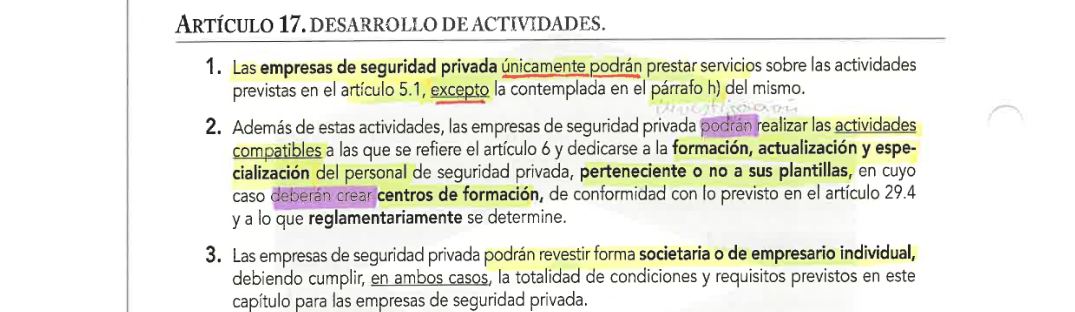 ARTÍCULO 17. DESARROLLO DE ACTIVIDADES.
1. Las empresas de seguridad privada únicamente podrán prestar servicios sobre las actividades
previstas en el artículo 5.1, excepto la contemplada en el párrafo h) del mismo.
investigación
2. Además de estas actividades, las empresas de seguridad privada podrán realizar las actividades
compatibles a las que se refiere el artículo 6 y dedicarse a la formación, actualización y espe-
cialización del personal de seguridad privada, perteneciente o no a sus plantillas, en cuyo
caso deberán crear centros de formación, de conformidad con lo previsto en el artículo 29.4
y a lo que reglamentariamente se determine.
3. Las empresas de seguridad privada podrán revestir forma societaria o de empresario individual,
debiendo cumplir, en ambos casos, la totalidad de condiciones y requisitos previstos en este
capítulo para las empresas de seguridad privada.